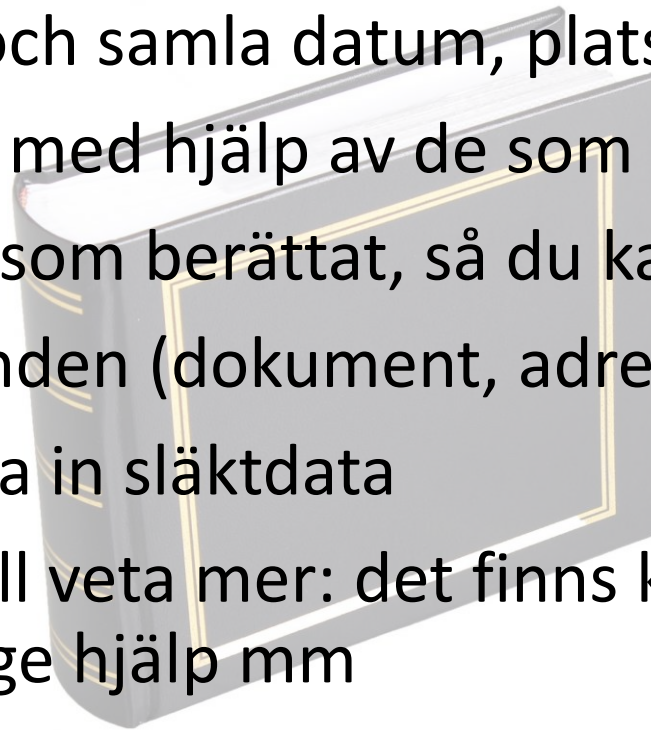 och samla datum, plats
med hjälp av de som
som berättat, så du ka
nden (dokument, adre
a in släktdata
ll veta mer: det finns k
ge hjälp mm